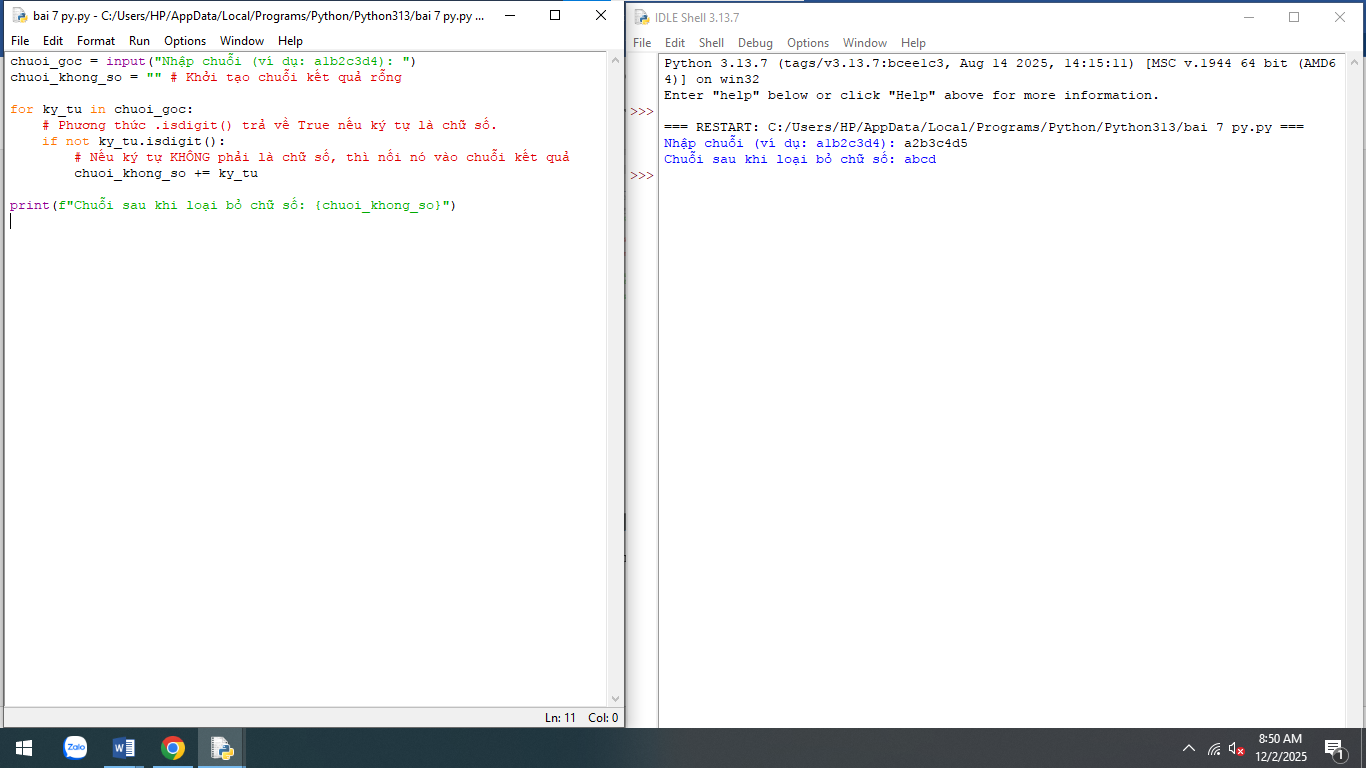 bai 7 py.py - C:/Users/HP/AppData/Local/Programs/Python/Python313/bai 7 py.py ...
File Edit Format Run Options Window Help
chuoi_goc = input("Nhập chuỗi (ví dụ: a1b2c3d4): ")
chuoi_khong_so = "" # Khởi tạo chuỗi kết quả rỗng
for ky_tu in chuoi_goc:
# Phương thức .isdigit() trả về True nếu ký tự là chữ số.
if not ky_tu.isdigit():
# Nếu ký tự KHÔNG phải là chữ số, thì nối nó vào chuỗi kết quả
chuoi_khong_so += ky_tu
print(f"Chuỗi sau khi loại bỏ chữ số: {chuoi_khong_so}")
Ln: 11 Col: 0
IDLE Shell 3.13.7
File Edit Shell Debug Options Window Help
Python 3.13.7 (tags/v3.13.7:bcee1c3, Aug 14 2025, 14:15:11) [MSC v.1944 64 bit (AMD6
4)] on win32
Enter "help" below or click "Help" above for more information.
>>>
=== RESTART: C:/Users/HP/AppData/Local/Programs/Python/Python313/bai 7 py.py ===
Nhập chuỗi (ví dụ: a1b2c3d4): a2b3c4d5
Chuỗi sau khi loại bỏ chữ số: abcd
>>>
Zalo
8:50 AM
12/2/2025
1